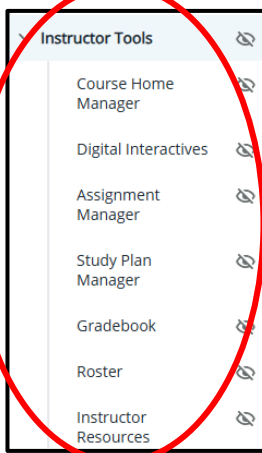 Instructor Tools
Course Home
Manager
Digital Interactives
Assignment
Manager
Study Plan
Manager
Gradebook
Roster
Instructor
Resources